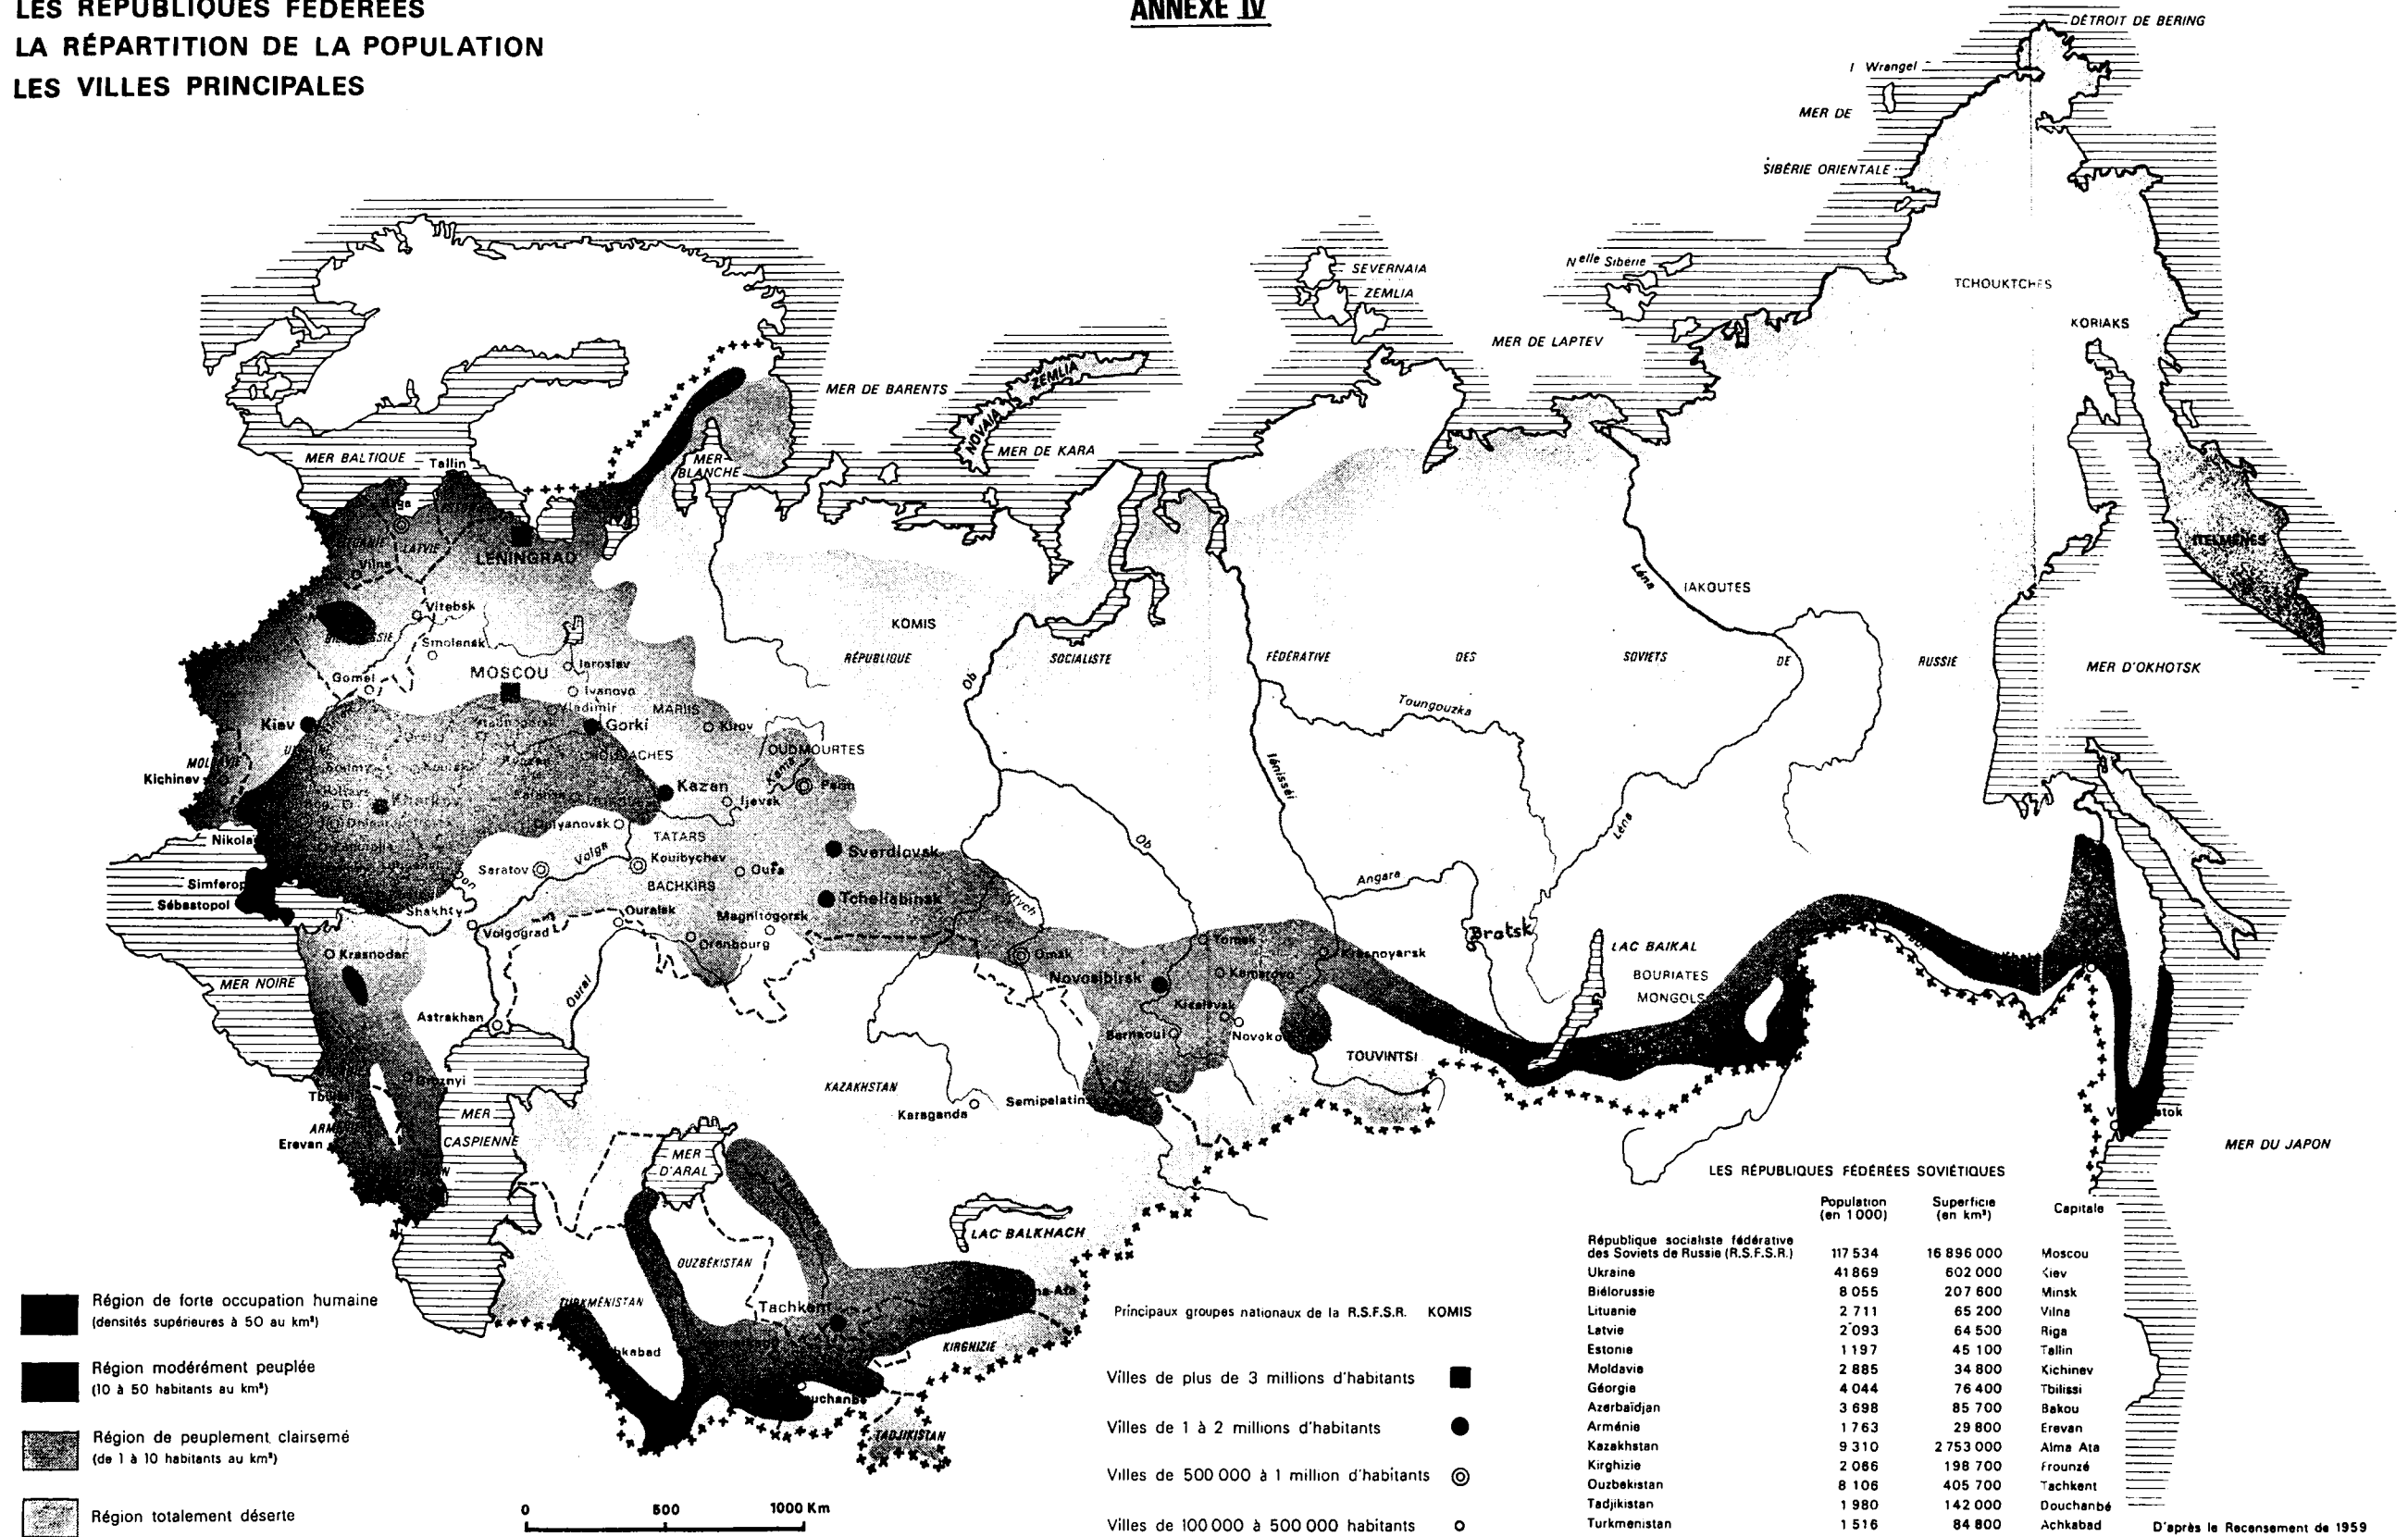 LES RÉPUBLIQUES FÉDÉRÉES
LA RÉPARTITION DE LA POPULATION
LES VILLES PRINCIPALES
ANNEXE IV
DÉTROIT DE BERING
I Wrangel
MER DE
SIBÉRIE ORIENTALE
SEVERNAIA
ZEMLIA
Nelle Sibérie
TCHOUKTCHES
KORIAKS
MER DE LAPTEV
MER DE BARENTS
NOVAIA ZEMLIA
MER DE KARA
MER BALTIQUE
Tallin
MER
BLANCHE
LATVIE
LENINGRAD
Vilna
ITELMÈNES
Léna
IAKOUTES
Vitebsk
KOMIS
Smolensk
Iaroslav
RÉPUBLIQUE SOCIALISTE FÉDÉRATIVE DES SOVIETS DE RUSSIE
MER D'OKHOTSK
MOSCOU
Gomel
Ivanovo
Ob
Vladimir
MARIIS
Toungouzka
Kiev
Gorki
Kirov
OUDMOURTES
Kama
Iénisséi
Kichinev
Kazan
Perm
Kharkov
Ijevsk
Oulyanovsk
TATARS
Ob
Léna
Nikola
Volga
Sverdlovsk
Saratov
Kouibychev
Oufa
Angara
Simferop
BACHKIRS
Don
Irtych
Sébastopol
Tcheliabinsk
Shakhty
Ouralsk
Magnitogorsk
Volgograd
Orenbourg
Tomsk
Bratsk
LAC BAIKAL
Krasnodar
Omsk
Krasnoyarsk
Novosibirsk
Kemerovo
BOURIATES
MER NOIRE
Oural
MONGOLS
Kiselevsk
Astrakhan
Barnaoul
Novoko
TOUVINTSI
Groznyi
KAZAKHSTAN
Karaganda
Semipalatins
MER
CASPIENNE
Erevan
MER
D'ARAL
MER DU JAPON
LAC BALKHACH
OUZBÉKISTAN
TURKMÉNISTAN
Tachkent
KIRGHIZIE
TADJIKISTAN
Région de forte occupation humaine
(densités supérieures à 50 au km²)
Région modérément peuplée
(10 à 50 habitants au km²)
Région de peuplement clairsemé
(de 1 à 10 habitants au km²)
Région totalement déserte
0 500 1000 Km
Principaux groupes nationaux de la R.S.F.S.R. KOMIS
Villes de plus de 3 millions d'habitants
Villes de 1 à 2 millions d'habitants
Villes de 500 000 à 1 million d'habitants
Villes de 100 000 à 500 000 habitants
LES RÉPUBLIQUES FÉDÉRÉES SOVIÉTIQUES
Population (en 1 000) Superficie (en km²) Capitale
République socialiste fédérative
des Soviets de Russie (R.S.F.S.R.) 117 534 16 896 000 Moscou
Ukraine 41 869 602 000 Kiev
Biélorussie 8 055 207 600 Minsk
Lituanie 2 711 65 200 Vilna
Latvie 2 093 64 500 Riga
Estonie 1 197 45 100 Tallin
Moldavie 2 885 34 800 Kichinev
Géorgie 4 044 76 400 Tbilissi
Azerbaïdjan 3 698 85 700 Bakou
Arménie 1 763 29 800 Erevan
Kazakhstan 9 310 2 753 000 Alma Ata
Kirghizie 2 066 198 700 Frounzé
Ouzbekistan 8 106 405 700 Tachkent
Tadjikistan 1 980 142 000 Douchanbé
Turkmenistan 1 516 84 800 Achkabad
D'après le Recensement de 1959